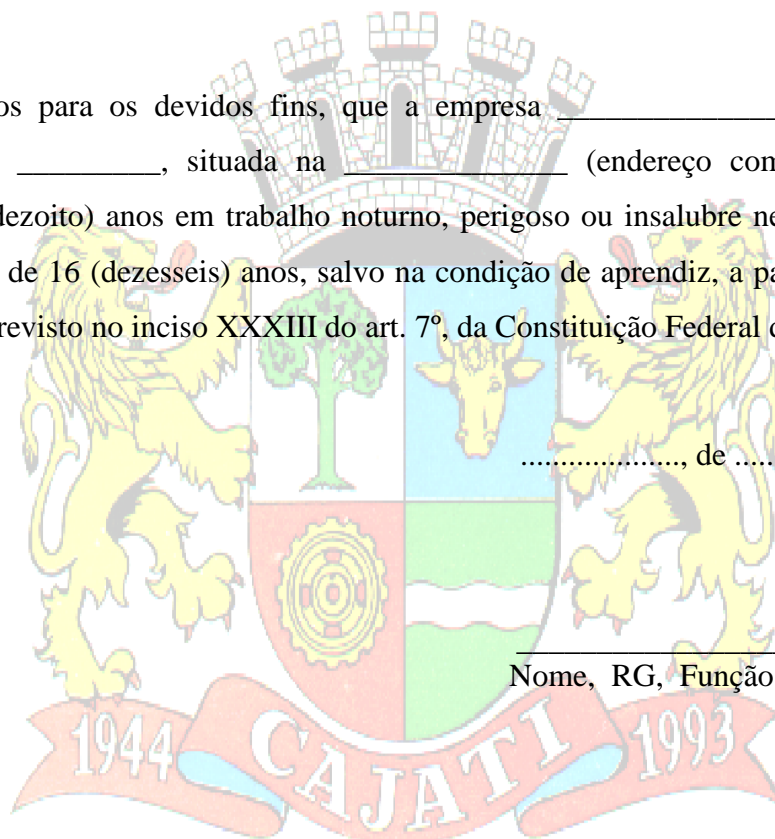 os para os devidos fins, que a empresa ______________
_________, situada na ______________ (endereço com
dezoito) anos em trabalho noturno, perigoso ou insalubre ne
de 16 (dezesseis) anos, salvo na condição de aprendiz, a pa
revisto no inciso XXXIII do art. 7º, da Constituição Federal d
...................., de .....
________________
Nome, RG, Função
1944 CAJATI 1993